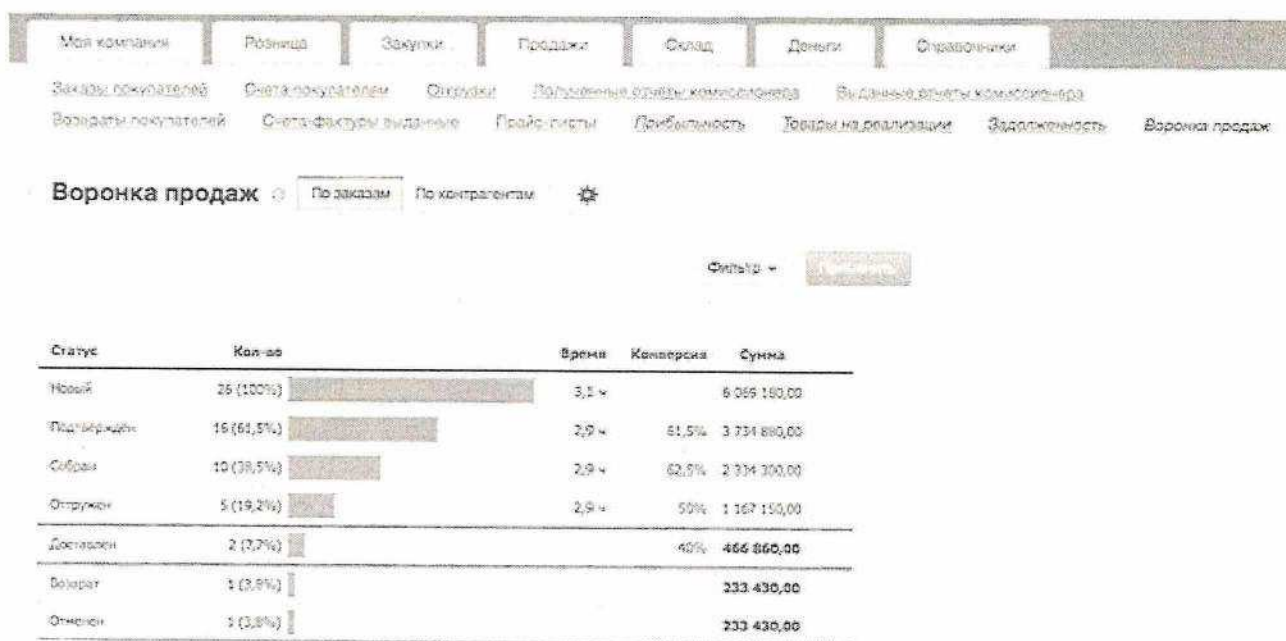 Моя компания Розница Закупки Продажи Склад Деньги Справочники
Заказы покупателей Счета покупателям Отгрузки Полученные отчеты комиссионера Выданные отчеты комиссионера
Возвраты покупателей Счета-фактуры выданные Прайс-листы Прибыльность Товары на реализации Задолженность Воронка продаж
Воронка продаж По заказам По контрагентам
Фильтр
Статус Кол-во Время Конверсия Сумма
Новый 26 (100%) 3,1 ч 6 069 180,00
Подтвержден 16 (61,5%) 2,9 ч 61,5% 3 734 880,00
Собран 10 (38,5%) 2,9 ч 62,5% 2 334 300,00
Отгружен 5 (19,2%) 2,9 ч 50% 1 167 150,00
Доставлен 2 (7,7%) 40% 466 860,00
Возврат 1 (3,8%) 233 430,00
Отменен 1 (3,8%) 233 430,00